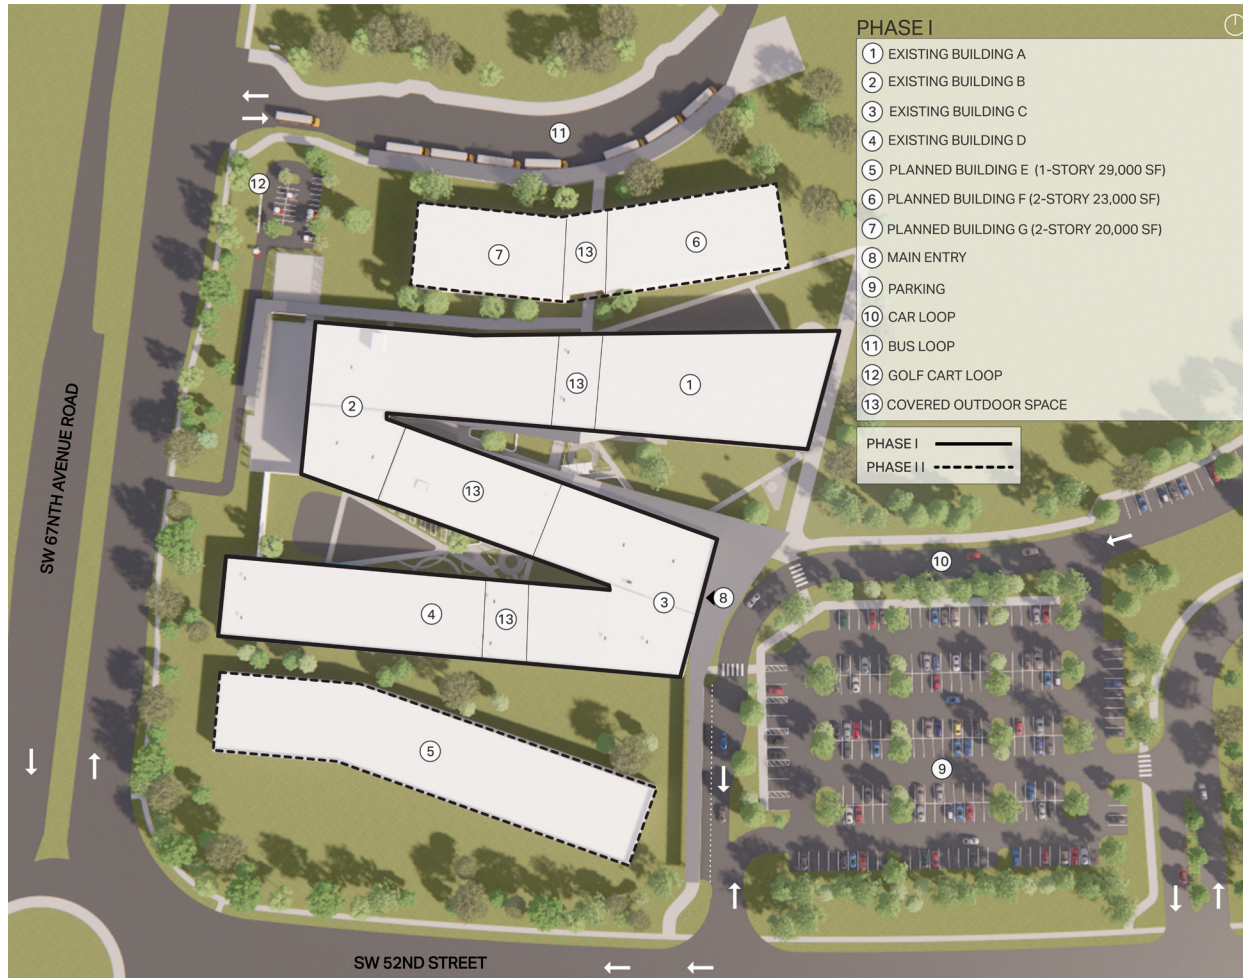 PHASE I
1 EXISTING BUILDING A
2 EXISTING BUILDING B
3 EXISTING BUILDING C
4 EXISTING BUILDING D
5 PLANNED BUILDING E (1-STORY 29,000 SF)
6 PLANNED BUILDING F (2-STORY 23,000 SF)
7 PLANNED BUILDING G (2-STORY 20,000 SF)
8 MAIN ENTRY
9 PARKING
10 CAR LOOP
11 BUS LOOP
12 GOLF CART LOOP
13 COVERED OUTDOOR SPACE
PHASE I
PHASE II
11
12
7
13
6
13
1
2
13
10
4
13
3
8
5
9
SW 67NTH AVENUE ROAD
SW 52ND STREET